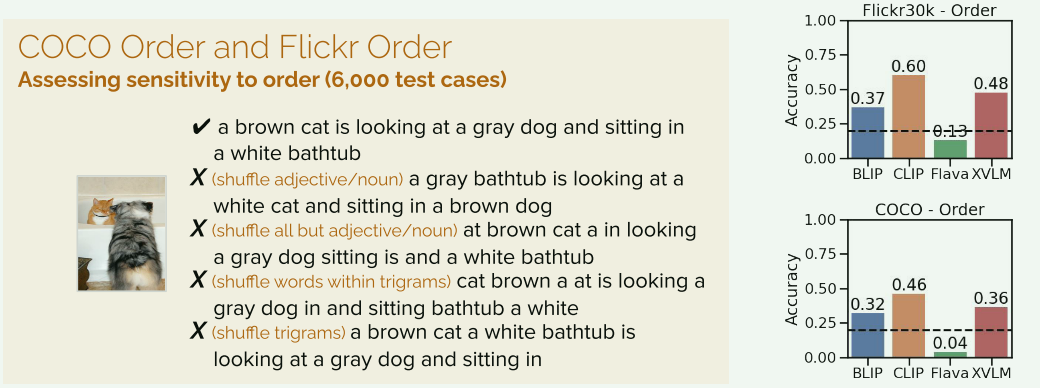 COCO Order and Flickr Order
Assessing sensitivity to order (6,000 test cases)
✔ a brown cat is looking at a gray dog and sitting in
a white bathtub
X (shuffle adjective/noun) a gray bathtub is looking at a
white cat and sitting in a brown dog
X (shuffle all but adjective/noun) at brown cat a in looking
a gray dog sitting is and a white bathtub
X (shuffle words within trigrams) cat brown a at is looking a
gray dog in and sitting bathtub a white
X (shuffle trigrams) a brown cat a white bathtub is
looking at a gray dog and sitting in
Flickr30k - Order
Accuracy
1.00
0.75
0.50
0.25
0.00
0.37
0.60
0.13
0.48
BLIP CLIP Flava XVLM
COCO - Order
Accuracy
1.00
0.75
0.50
0.25
0.00
0.32
0.46
0.04
0.36
BLIP CLIP Flava XVLM